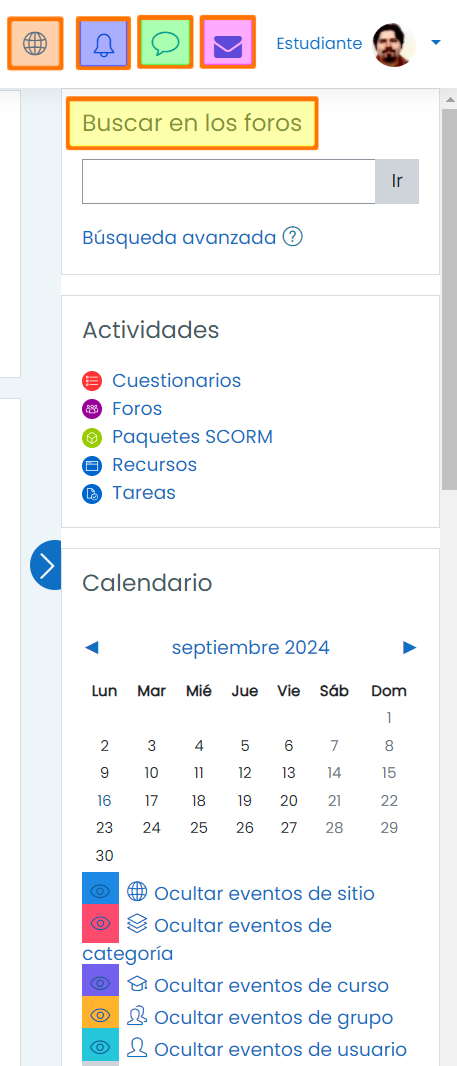 Estudiante
Buscar en los foros
Ir
Búsqueda avanzada
Actividades
Cuestionarios
Foros
Paquetes SCORM
Recursos
Tareas
Calendario
◄ septiembre 2024 ►
Lun Mar Mié Jue Vie Sáb Dom
1
2 3 4 5 6 7 8
9 10 11 12 13 14 15
16 17 18 19 20 21 22
23 24 25 26 27 28 29
30
Ocultar eventos de sitio
Ocultar eventos de
categoría
Ocultar eventos de curso
Ocultar eventos de grupo
Ocultar eventos de usuario